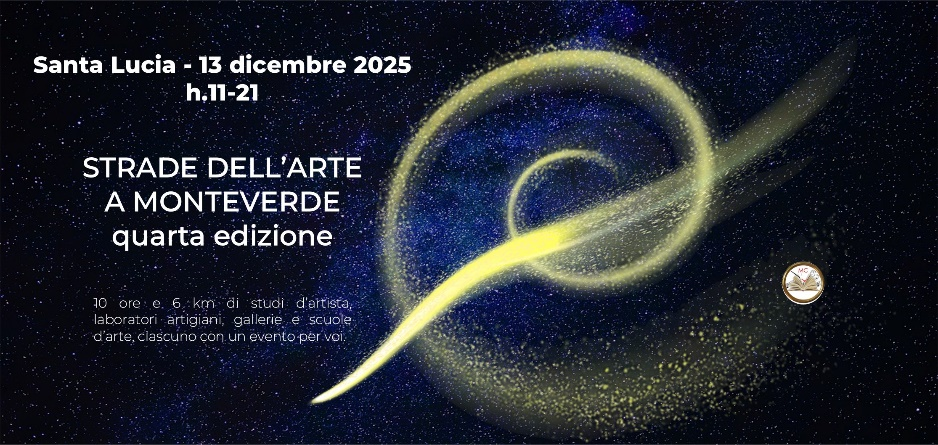 Santa Lucia - 13 dicembre 2025
h.11-21
STRADE DELL'ARTE
A MONTEVERDE
quarta edizione
10 ore e 6 km di studi d'artista,
laboratori artigiani, gallerie e scuole
d'arte, ciascuno con un evento per voi.
MC